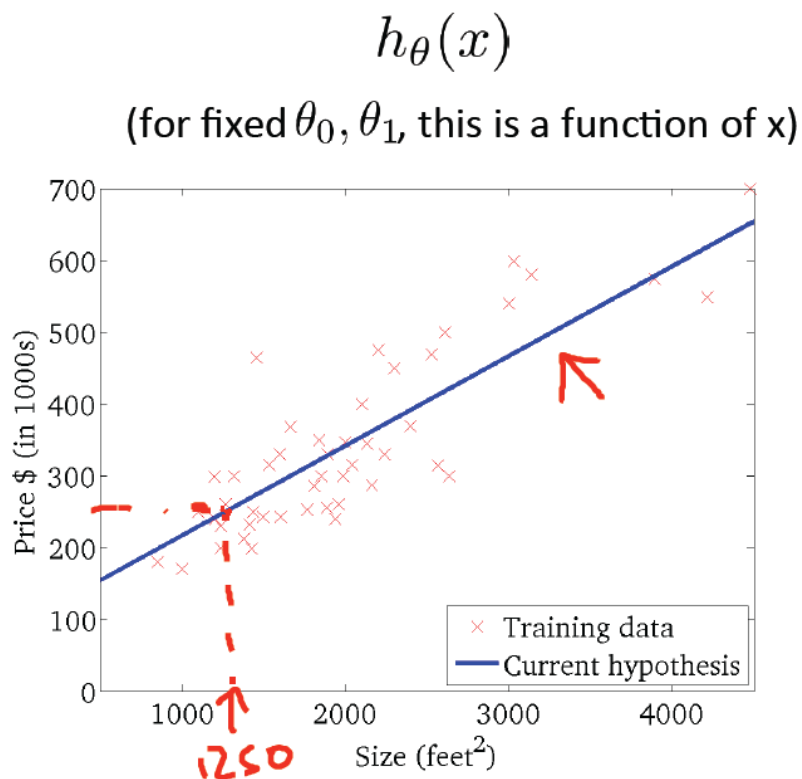 hθ(x)
(for fixed θ₀, θ₁, this is a function of x)
700
600
500
400
300
200
100
0
Price $ (in 1000s)
Training data
Current hypothesis
1000 2000 3000 4000
1250
Size (feet²)